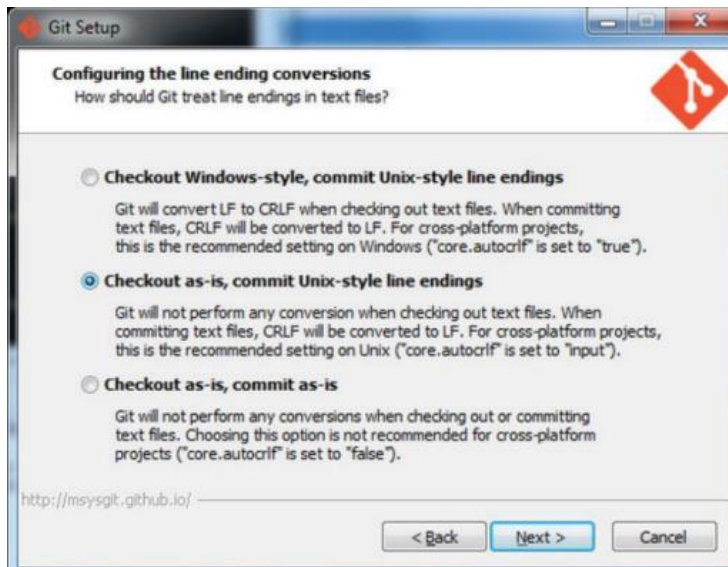 Git Setup
Configuring the line ending conversions
How should Git treat line endings in text files?
Checkout Windows-style, commit Unix-style line endings
Git will convert LF to CRLF when checking out text files. When committing
text files, CRLF will be converted to LF. For cross-platform projects,
this is the recommended setting on Windows ("core.autocrlf" is set to "true").
Checkout as-is, commit Unix-style line endings
Git will not perform any conversion when checking out text files. When
committing text files, CRLF will be converted to LF. For cross-platform projects,
this is the recommended setting on Unix ("core.autocrlf" is set to "input").
Checkout as-is, commit as-is
Git will not perform any conversions when checking out or committing
text files. Choosing this option is not recommended for cross-platform
projects ("core.autocrlf" is set to "false").
http://msysgit.github.io/
< Back Next > Cancel